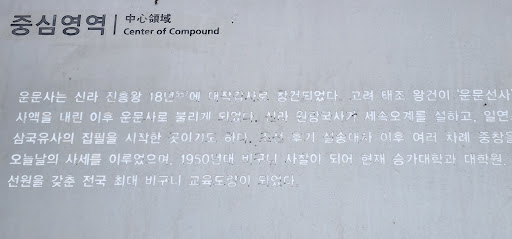 중심영역 | 中心領域
Center of Compound
운문사는 신라 진흥왕 18년에 대작갑사로 창건되었다. 고려 태조 왕건이 '운문선사'
사액을 내린 이후 운문사로 불리게 되었다. 신라 원광법사가 세속오계를 설하고, 일연
삼국유사의 집필을 시작한 곳이기도 하다. 후기 설송대사 이후 여러 차례 중창을
오늘날의 사세를 이루었으며, 1950년대 비구니 사찰이 되어 현재 승가대학과 대학원,
선원을 갖춘 전국 최대 비구니 교육도량이 되었다.